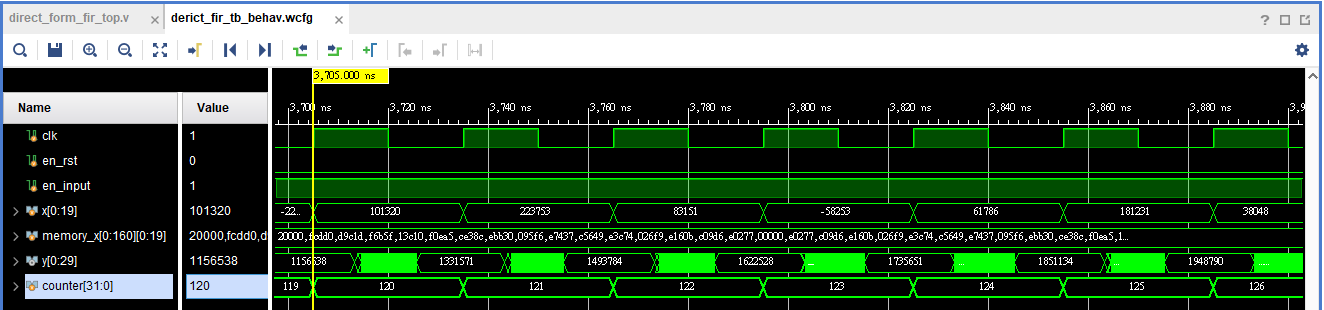 direct_form_fir_top.v × derict_fir_tb_behav.wcfg ×
3,705.000 ns
Name Value
3,700 ns 3,720 ns 3,740 ns 3,760 ns 3,780 ns 3,800 ns 3,820 ns 3,840 ns 3,860 ns 3,880 ns 3,9
clk 1
en_rst 0
en_input 1
x[0:19] 101320 -22... 101320 223753 83151 -58253 61786 181231 38048
memory_x[0:160][0:19] 20000,fcdd0,d 20000,fcdd0,d9c1d,f6b5f,13c10,f0ea5,ce38c,ebb30,095f6,e7437,c5649,e3c74,026f9,e160b,c09d6,e0277,00000,e0277,c09d6,e160b,026f9,e3c74,c5649,e7437,095f6,ebb30,ce38c,f0ea5,1...
y[0:29] 1156538 1156538 1331571 1493784 1622528 ... 1735651 ... 1851134 1948790 ...
counter[31:0] 120 119 120 121 122 123 124 125 126